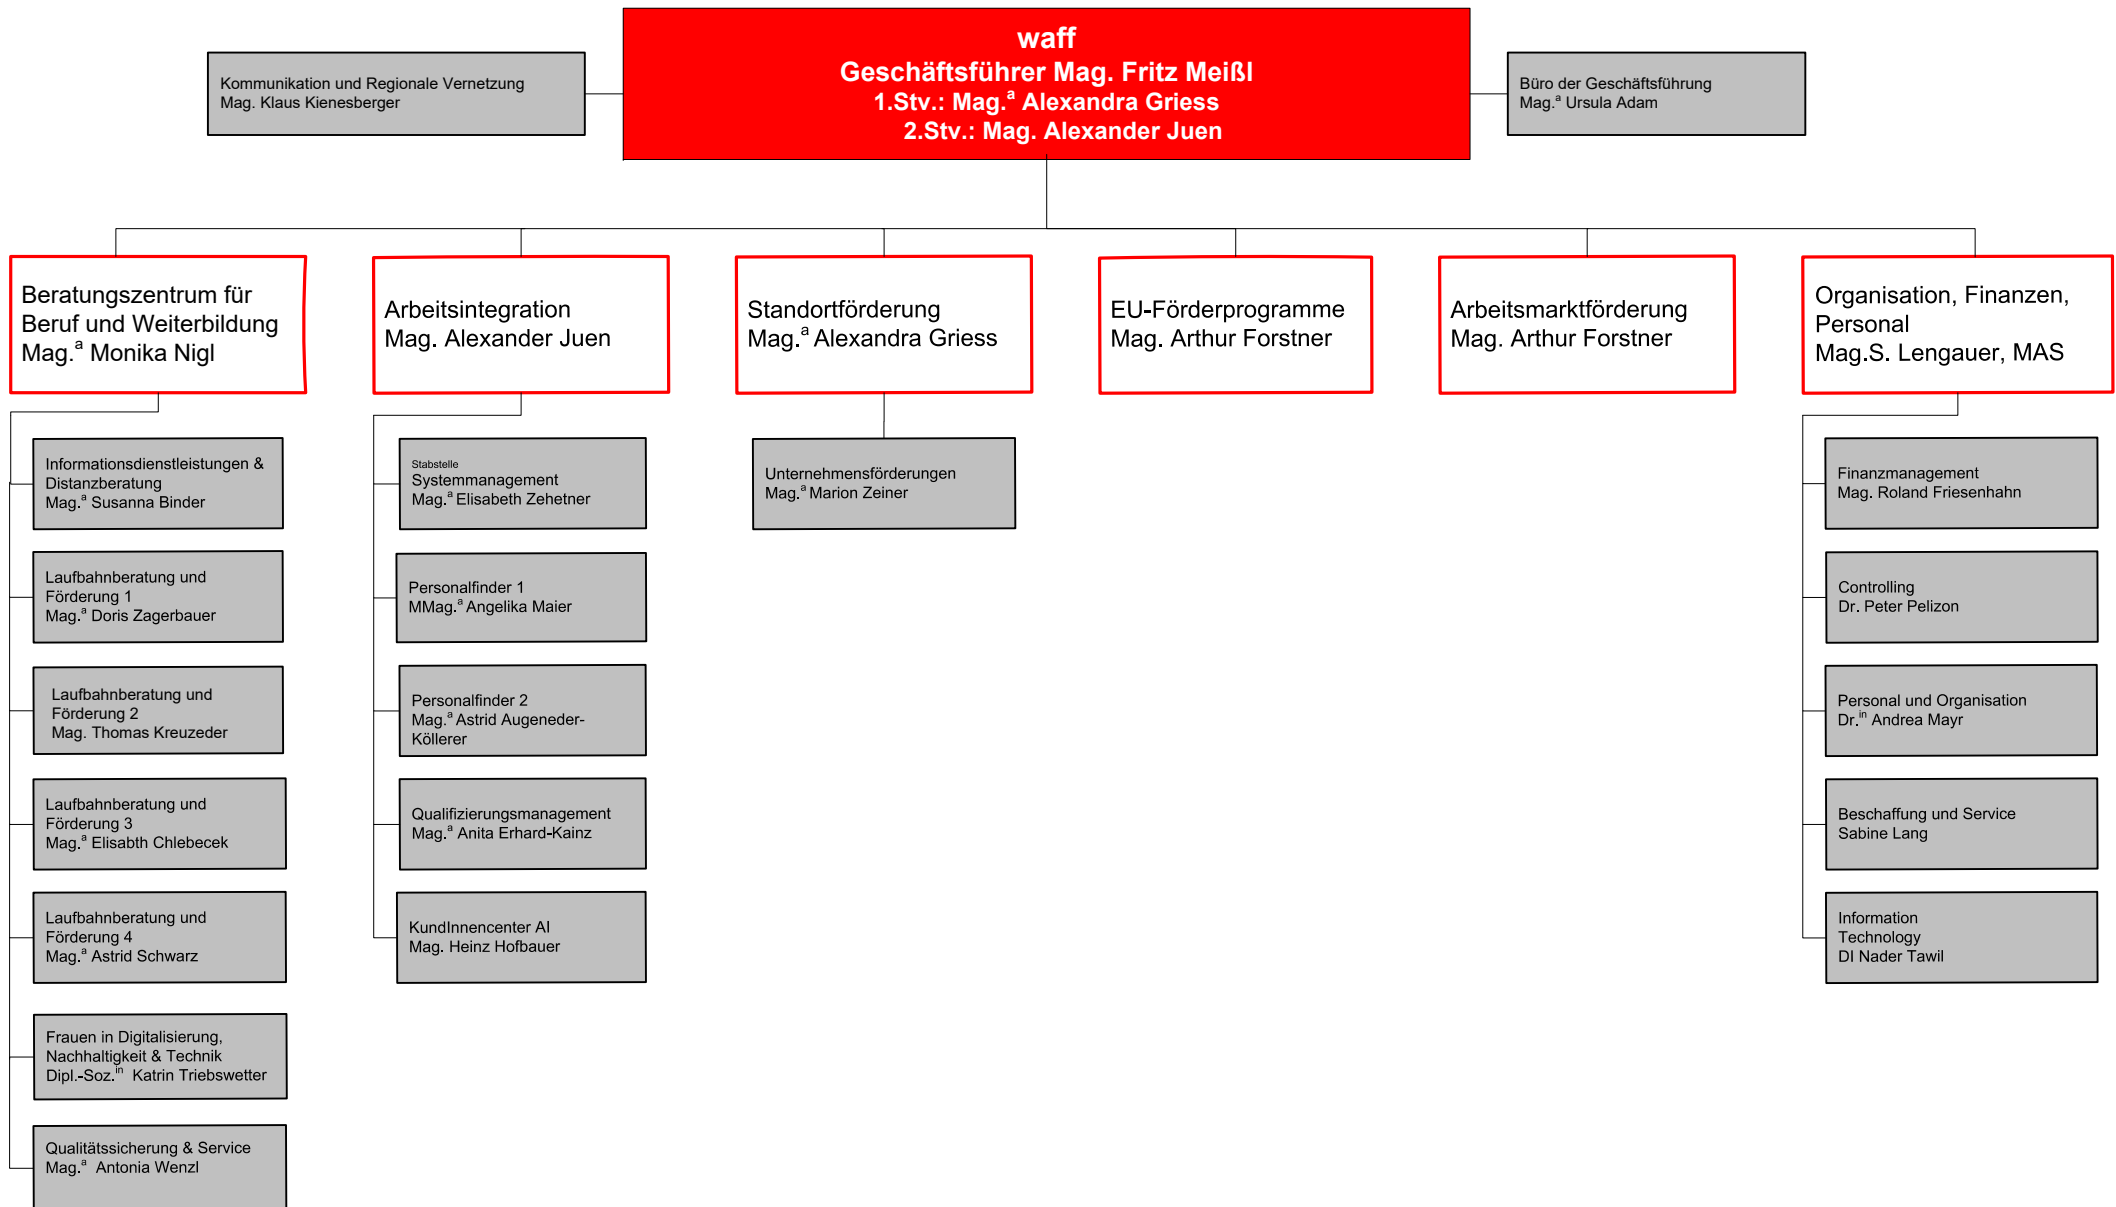 waff
Geschäftsführer Mag. Fritz Meißl
1.Stv.: Mag.ª Alexandra Griess
2.Stv.: Mag. Alexander Juen
Kommunikation und Regionale Vernetzung
Mag. Klaus Kienesberger
Büro der Geschäftsführung
Mag.ª Ursula Adam
Beratungszentrum für
Beruf und Weiterbildung
Mag.ª Monika Nigl
Informationsdienstleistungen &
Distanzberatung
Mag.ª Susanna Binder
Laufbahnberatung und
Förderung 1
Mag.ª Doris Zagerbauer
Laufbahnberatung und
Förderung 2
Mag. Thomas Kreuzeder
Laufbahnberatung und
Förderung 3
Mag.ª Elisabth Chlebecek
Laufbahnberatung und
Förderung 4
Mag.ª Astrid Schwarz
Frauen in Digitalisierung,
Nachhaltigkeit & Technik
Dipl.-Soz.ⁱⁿ Katrin Triebswetter
Qualitätssicherung & Service
Mag.ª Antonia Wenzl
Arbeitsintegration
Mag. Alexander Juen
Stabstelle
Systemmanagement
Mag.ª Elisabeth Zehetner
Personalfinder 1
MMag.ª Angelika Maier
Personalfinder 2
Mag.ª Astrid Augeneder-
Köllerer
Qualifizierungsmanagement
Mag.ª Anita Erhard-Kainz
KundInnencenter AI
Mag. Heinz Hofbauer
Standortförderung
Mag.ª Alexandra Griess
Unternehmensförderungen
Mag.ª Marion Zeiner
EU-Förderprogramme
Mag. Arthur Forstner
Arbeitsmarktförderung
Mag. Arthur Forstner
Organisation, Finanzen,
Personal
Mag.S. Lengauer, MAS
Finanzmanagement
Mag. Roland Friesenhahn
Controlling
Dr. Peter Pelizon
Personal und Organisation
Dr.ⁱⁿ Andrea Mayr
Beschaffung und Service
Sabine Lang
Information
Technology
DI Nader Tawil